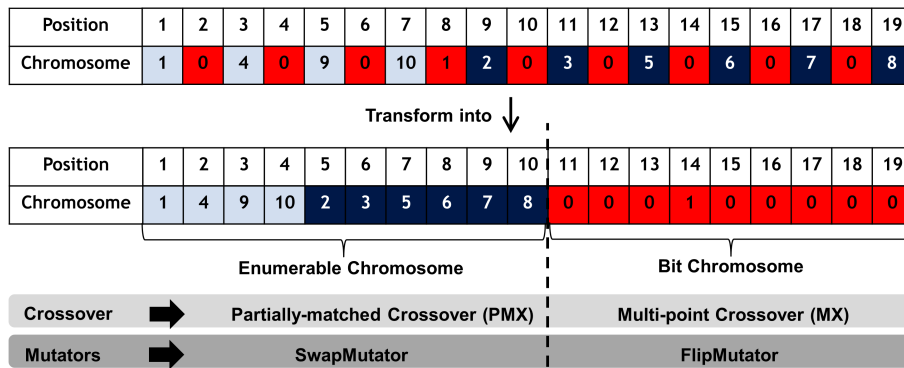 Position 1 2 3 4 5 6 7 8 9 10 11 12 13 14 15 16 17 18 19
Chromosome 1 0 4 0 9 0 10 1 2 0 3 0 5 0 6 0 7 0 8
Transform into
Position 1 2 3 4 5 6 7 8 9 10 11 12 13 14 15 16 17 18 19
Chromosome 1 4 9 10 2 3 5 6 7 8 0 0 0 1 0 0 0 0 0
Enumerable Chromosome Bit Chromosome
Crossover Partially-matched Crossover (PMX) Multi-point Crossover (MX)
Mutators SwapMutator FlipMutator